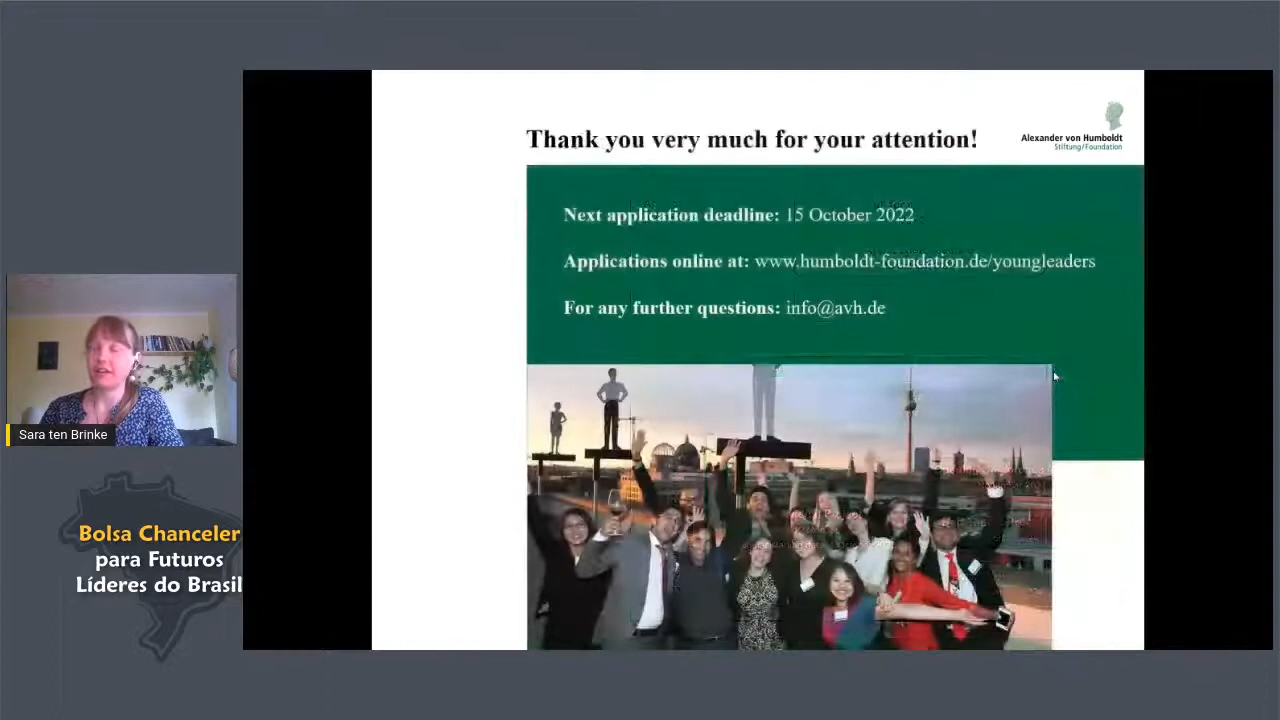 Thank you very much for your attention!
Alexander von Humboldt
Stiftung/Foundation
Next application deadline: 15 October 2022
Applications online at: www.humboldt-foundation.de/youngleaders
For any further questions: info@avh.de
Sara ten Brinke
Bolsa Chanceler
para Futuros
Líderes do Brasil